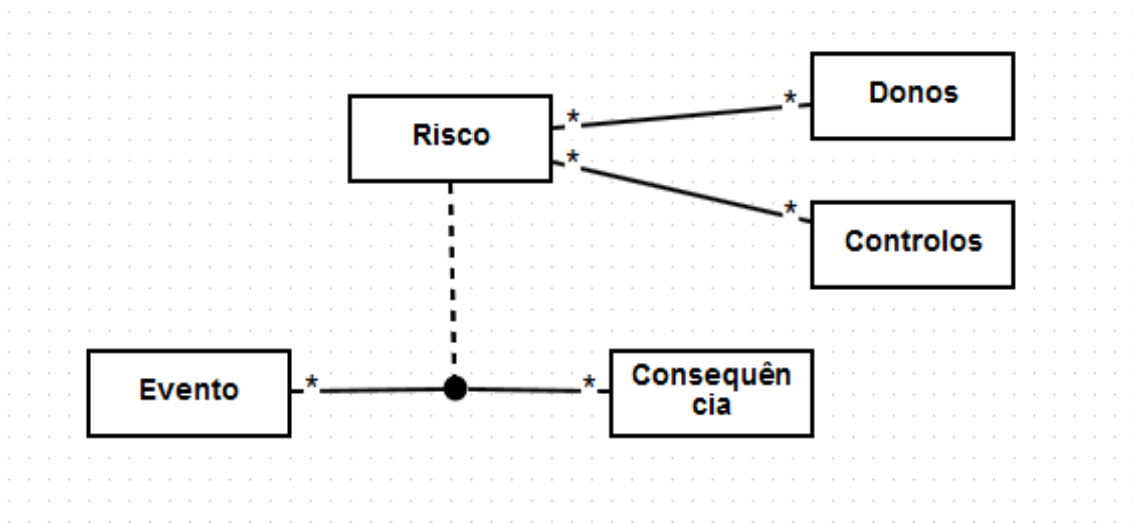 Donos
Risco
*
*
*
*
Controlos
Evento
*
*
Consequên
cia